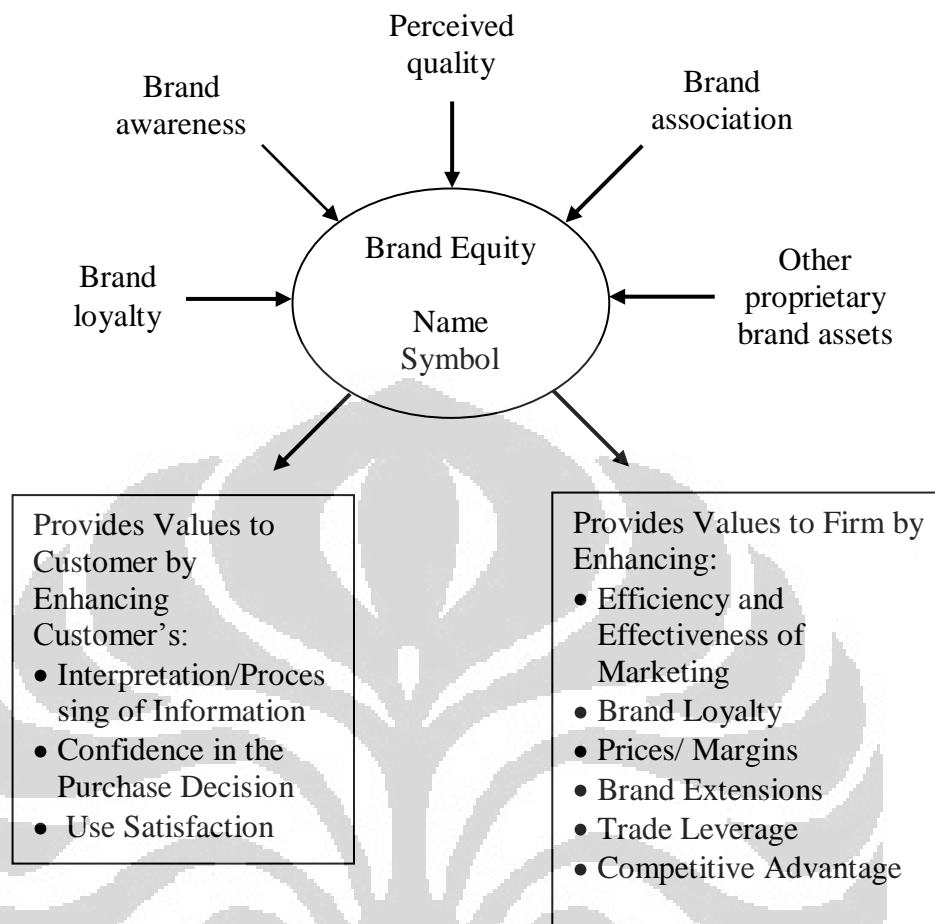 Perceived
quality
Brand
awareness
Brand
association
Brand
loyalty
Brand Equity
Name
Symbol
Other
proprietary
brand assets
Provides Values to
Customer by
Enhancing
Customer’s:
• Interpretation/Proces
sing of Information
• Confidence in the
Purchase Decision
• Use Satisfaction
Provides Values to Firm by
Enhancing:
• Efficiency and
Effectiveness of
Marketing
• Brand Loyalty
• Prices/ Margins
• Brand Extensions
• Trade Leverage
• Competitive Advantage